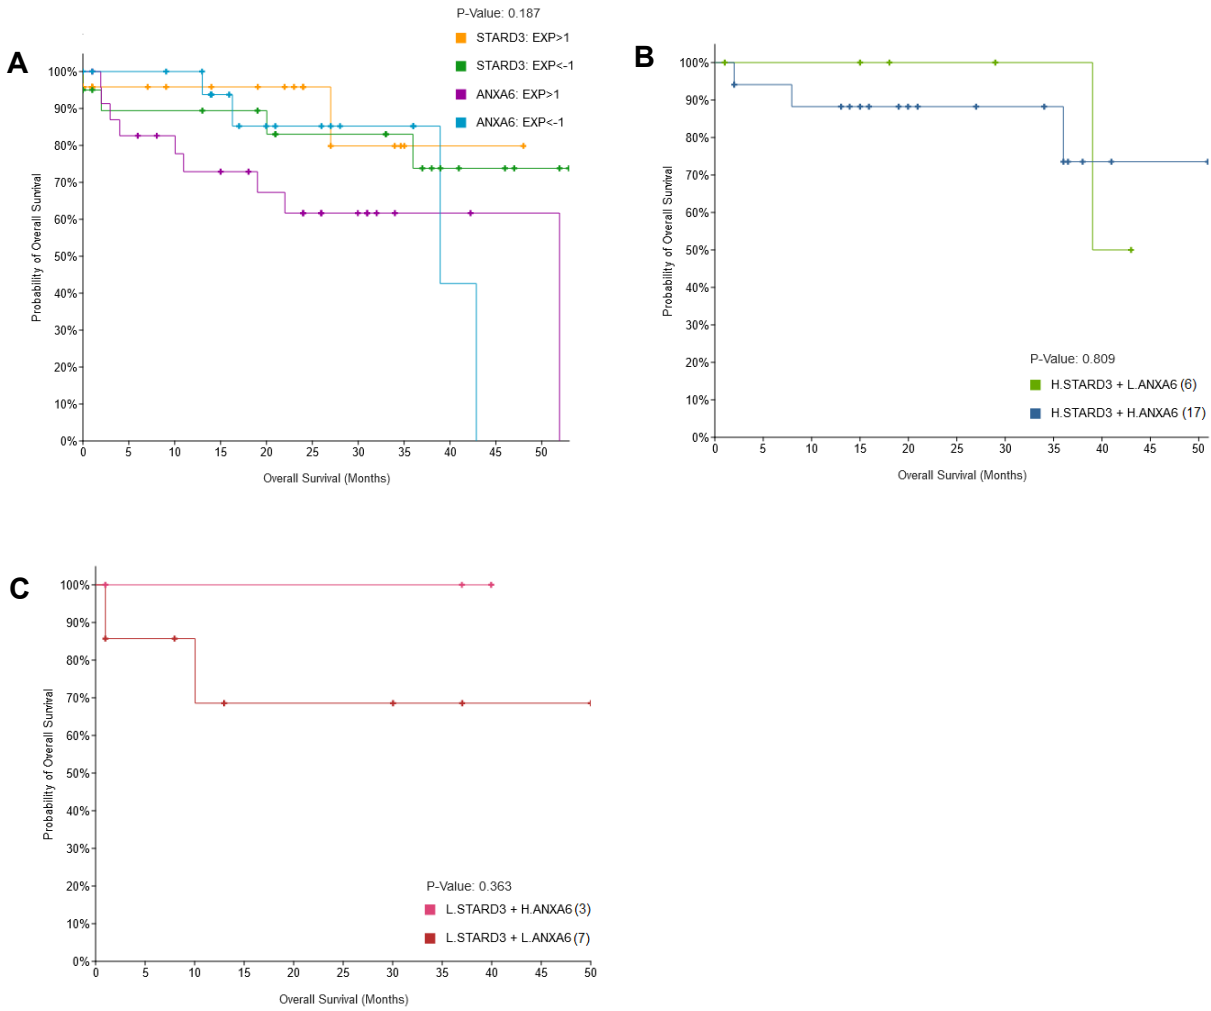 A
P-Value: 0.187
STARD3: EXP>1
STARD3: EXP<-1
ANXA6: EXP>1
ANXA6: EXP<-1
100%
90%
80%
70%
60%
50%
40%
30%
20%
10%
0%
Probability of Overall Survival
0 5 10 15 20 25 30 35 40 45 50
Overall Survival (Months)
B
100%
90%
80%
70%
60%
50%
40%
30%
20%
10%
0%
Probability of Overall Survival
P-Value: 0.809
H.STARD3 + L.ANXA6 (6)
H.STARD3 + H.ANXA6 (17)
0 5 10 15 20 25 30 35 40 45 50
Overall Survival (Months)
C
100%
90%
80%
70%
60%
50%
40%
30%
20%
10%
0%
Probability of Overall Survival
P-Value: 0.363
L.STARD3 + H.ANXA6 (3)
L.STARD3 + L.ANXA6 (7)
0 5 10 15 20 25 30 35 40 45 50
Overall Survival (Months)